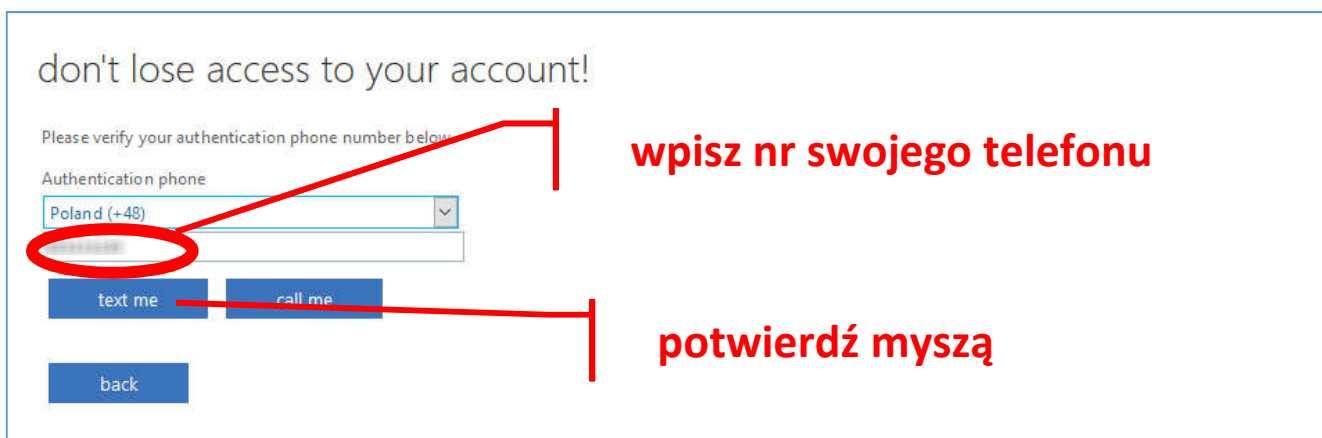 don't lose access to your account!
Please verify your authentication phone number below
wpisz nr swojego telefonu
Authentication phone
Poland (+48)
text me
call me
potwierdź myszą
back